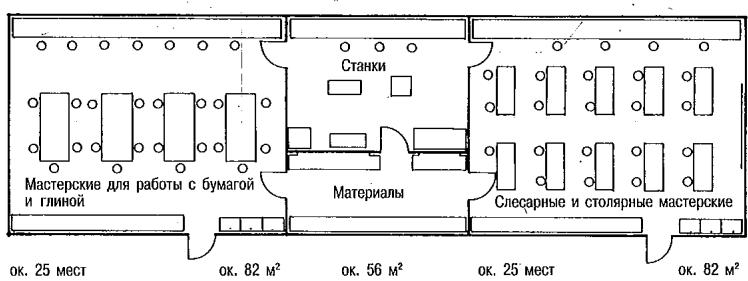 Станки
Мастерские для работы с бумагой
и глиной
Материалы
Слесарные и столярные мастерские
ок. 25 мест
ок. 82 м²
ок. 56 м²
ок. 25 мест
ок. 82 м²